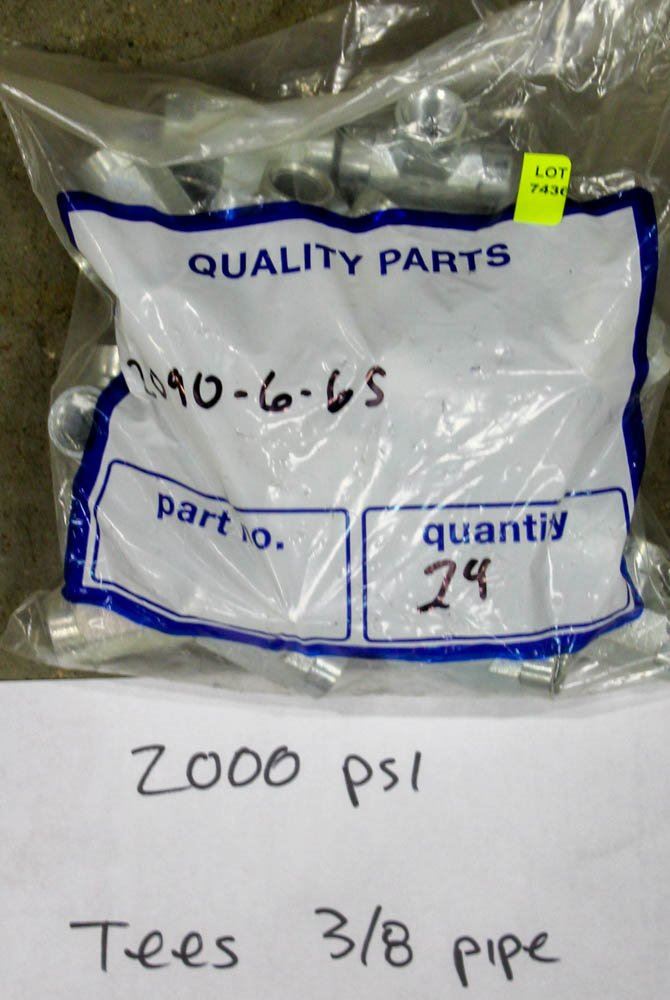 LOT
7436
QUALITY PARTS
2090-6-6S
part no.
quantity
24
2000 psi
Tees 3/8 pipe